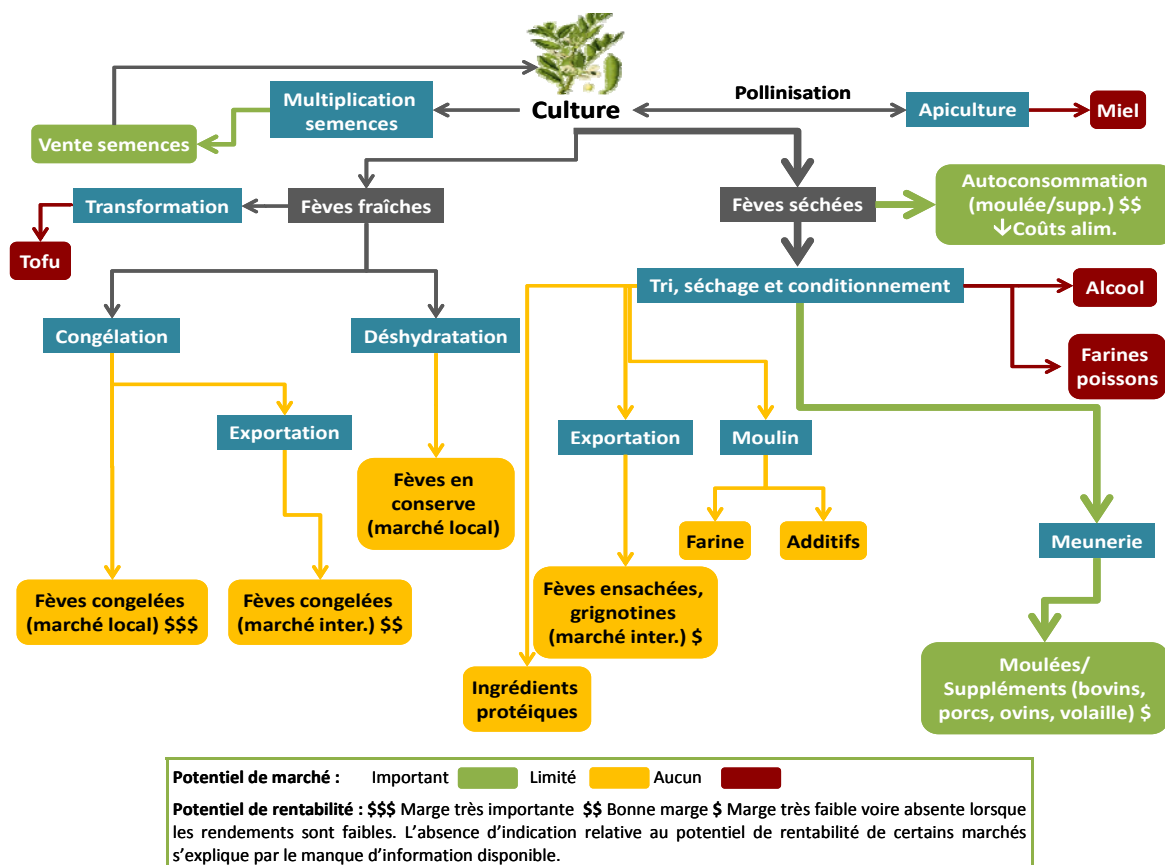 Culture
Pollinisation
Multiplication
semences
Vente semences
Apiculture
Miel
Transformation
Fèves fraîches
Tofu
Fèves séchées
Autoconsommation
(moulée/supp.) $$
↓Coûts alim.
Tri, séchage et conditionnement
Alcool
Farines
poissons
Congélation
Déshydratation
Exportation
Exportation
Moulin
Fèves en
conserve
(marché local)
Farine
Additifs
Meunerie
Fèves congelées
(marché local) $$$
Fèves congelées
(marché inter.) $$
Fèves ensachées,
grignotines
(marché inter.) $
Ingrédients
protéiques
Moulées/
Suppléments (bovins,
porcs, ovins, volaille) $
Potentiel de marché : Important Limité Aucun
Potentiel de rentabilité : $$$ Marge très importante $$ Bonne marge $ Marge très faible voire absente lorsque
les rendements sont faibles. L’absence d’indication relative au potentiel de rentabilité de certains marchés
s’explique par le manque d’information disponible.